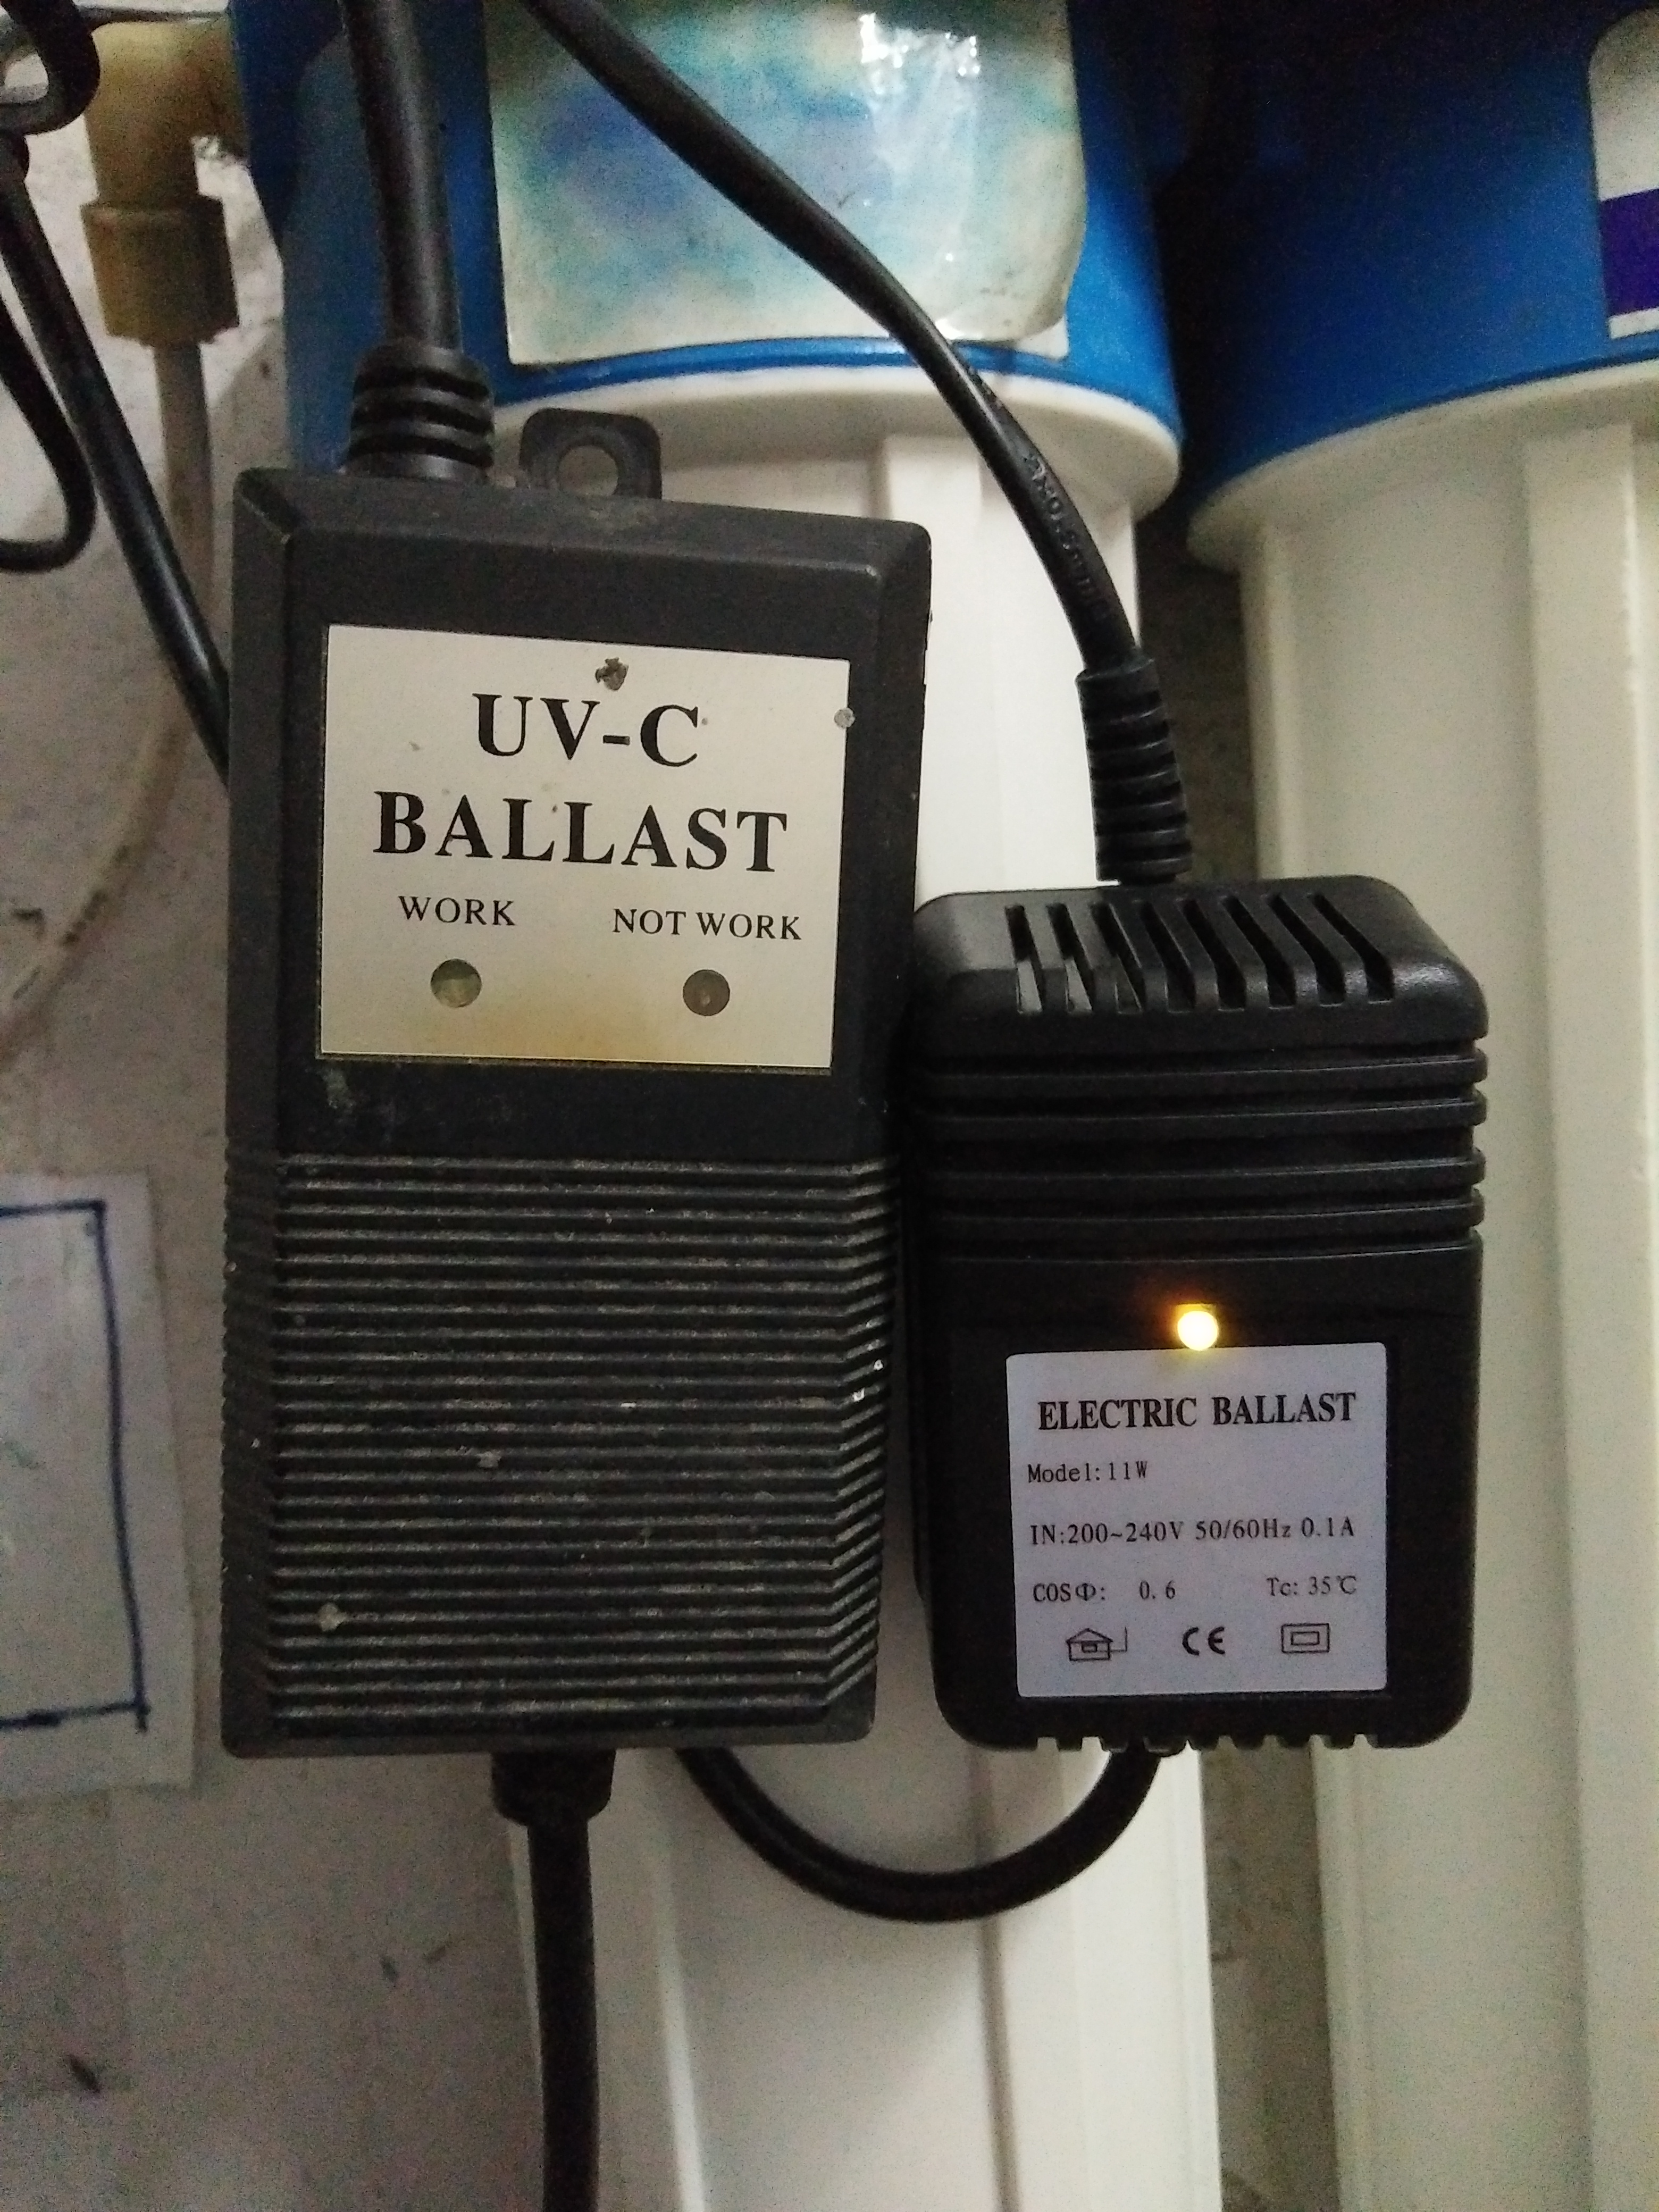 UV-C
BALLAST
WORK NOT WORK
ELECTRIC BALLAST
Model:11W
IN:200~240V 50/60Hz 0.1A
COSΦ: 0.6 Tc: 35℃
CE